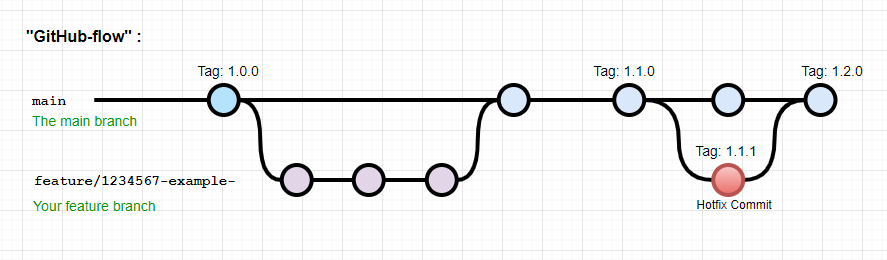 "GitHub-flow" :
Tag: 1.0.0
Tag: 1.1.0
Tag: 1.2.0
main
The main branch
Tag: 1.1.1
feature/1234567-example-
Your feature branch
Hotfix Commit